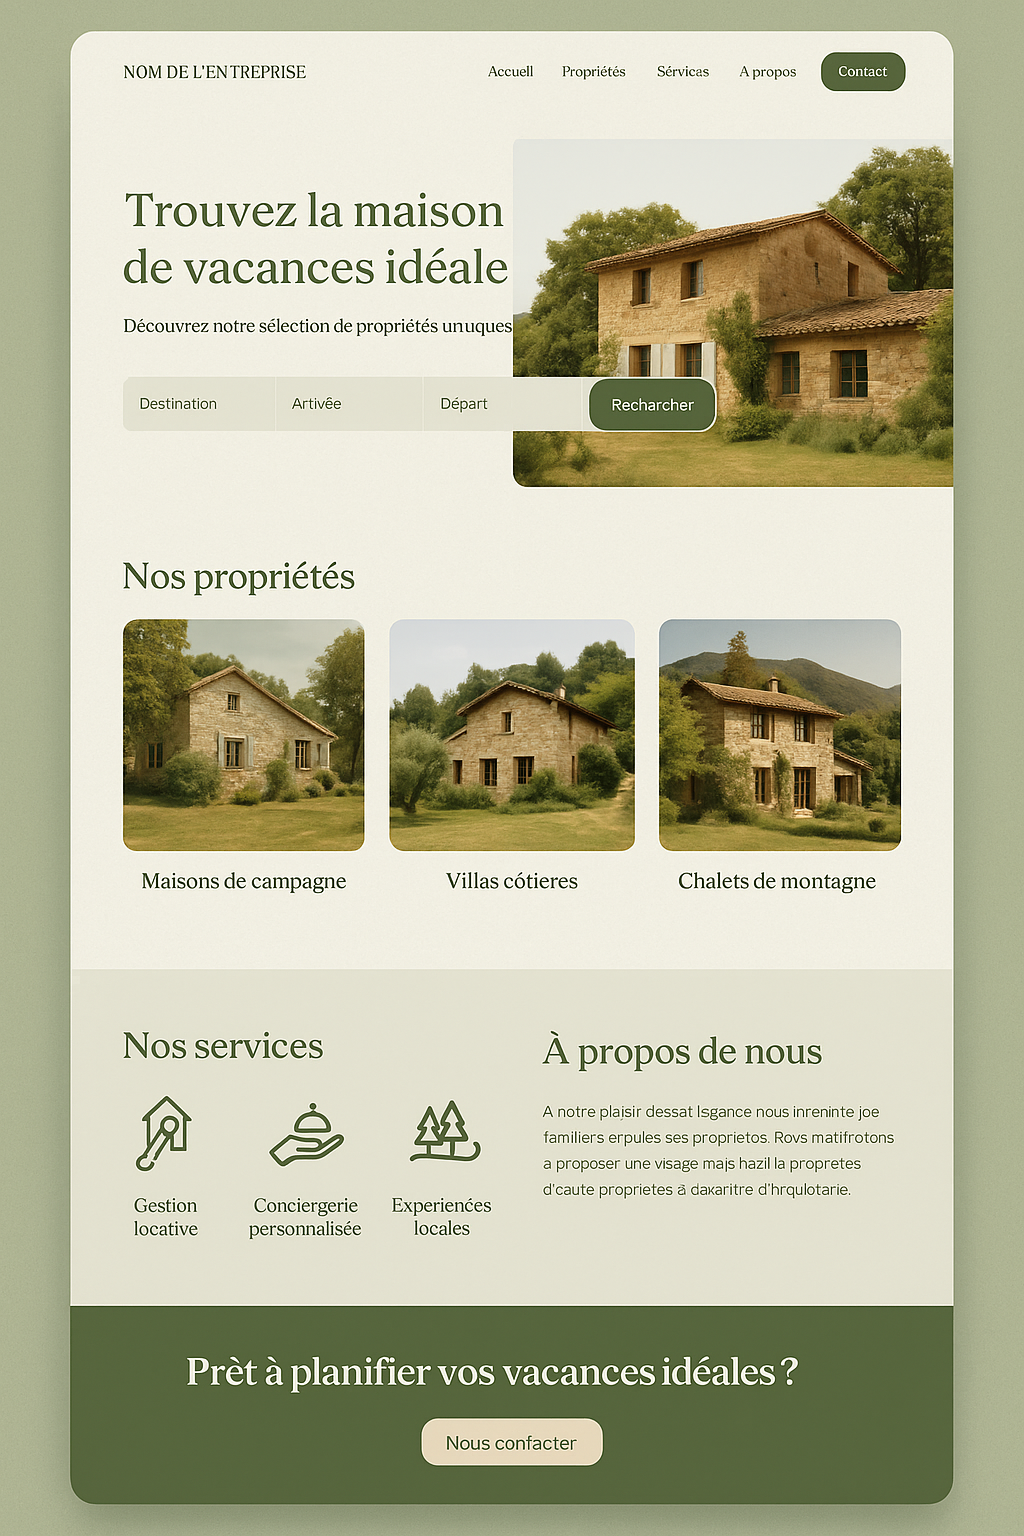 NOM DE L'ENTREPRISE
Accuell Propriétés Sérvicas A propos Contact
Trouvez la maison
de vacances idéale
Découvrez notre sélection de propriétés unuques
Destination Artivêe Départ Recharcher
Nos propriétés
Maisons de campagne
Villas cótieres
Chalets de montagne
Nos services
Gestion
locative
Conciergerie
personnalisée
Experienćes
locales
À propos de nous
A notre plajsir dessat lsgance nous inreninte joe
familiers erpules ses proprietos. Rovs matifrotons
a proposer une visage majs hazil la propretes
d'caute proprietes à daxaritre d'hrqulotarie.
Prèt à planifier vos vacances idéales ?
Nous confacter